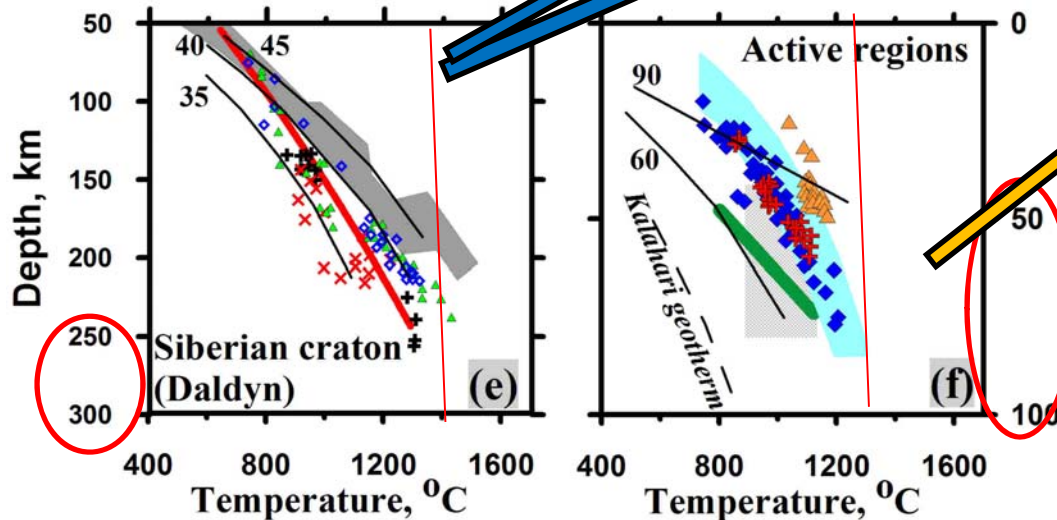 50
40
45
35
100
150
200
250
300
Depth, km
Siberian craton
(Daldyn)
(e)
400
800
1200
1600
Temperature, °C
Active regions
90
60
Kalahari geotherm
(f)
0
50
100
400
800
1200
1600
Temperature, °C